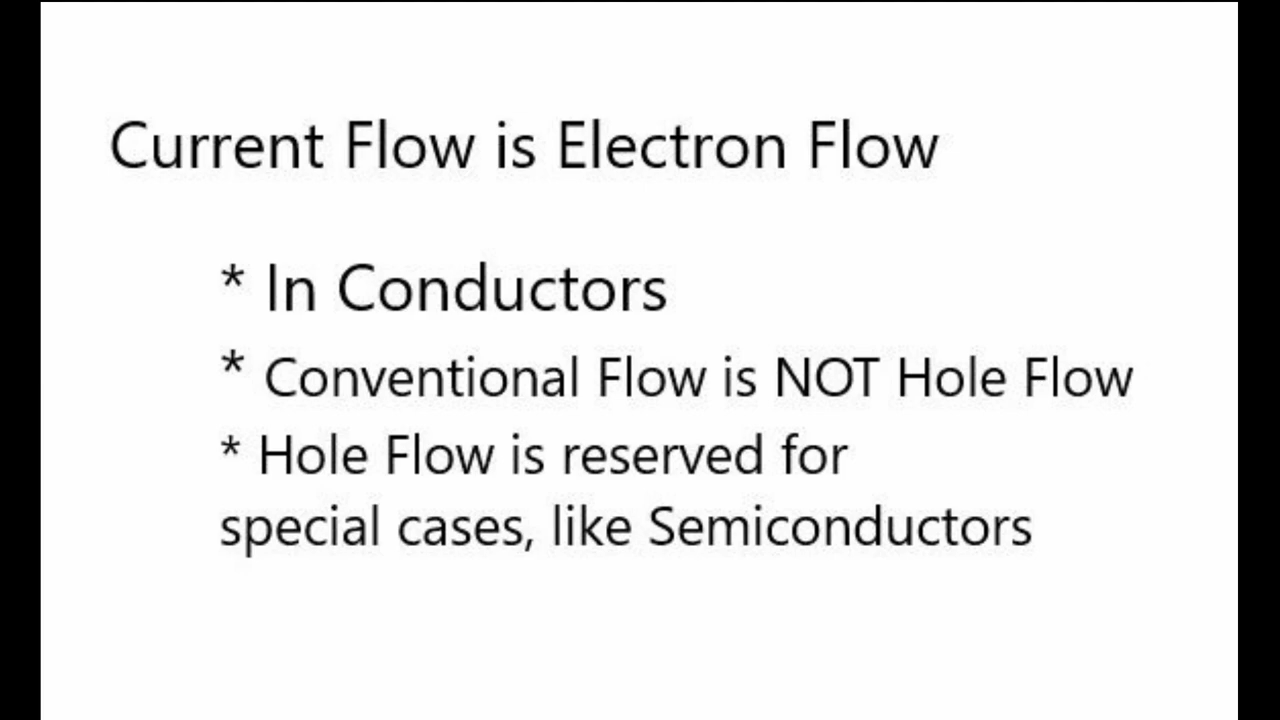 Current Flow is Electron Flow
* In Conductors
* Conventional Flow is NOT Hole Flow
* Hole Flow is reserved for
special cases, like Semiconductors